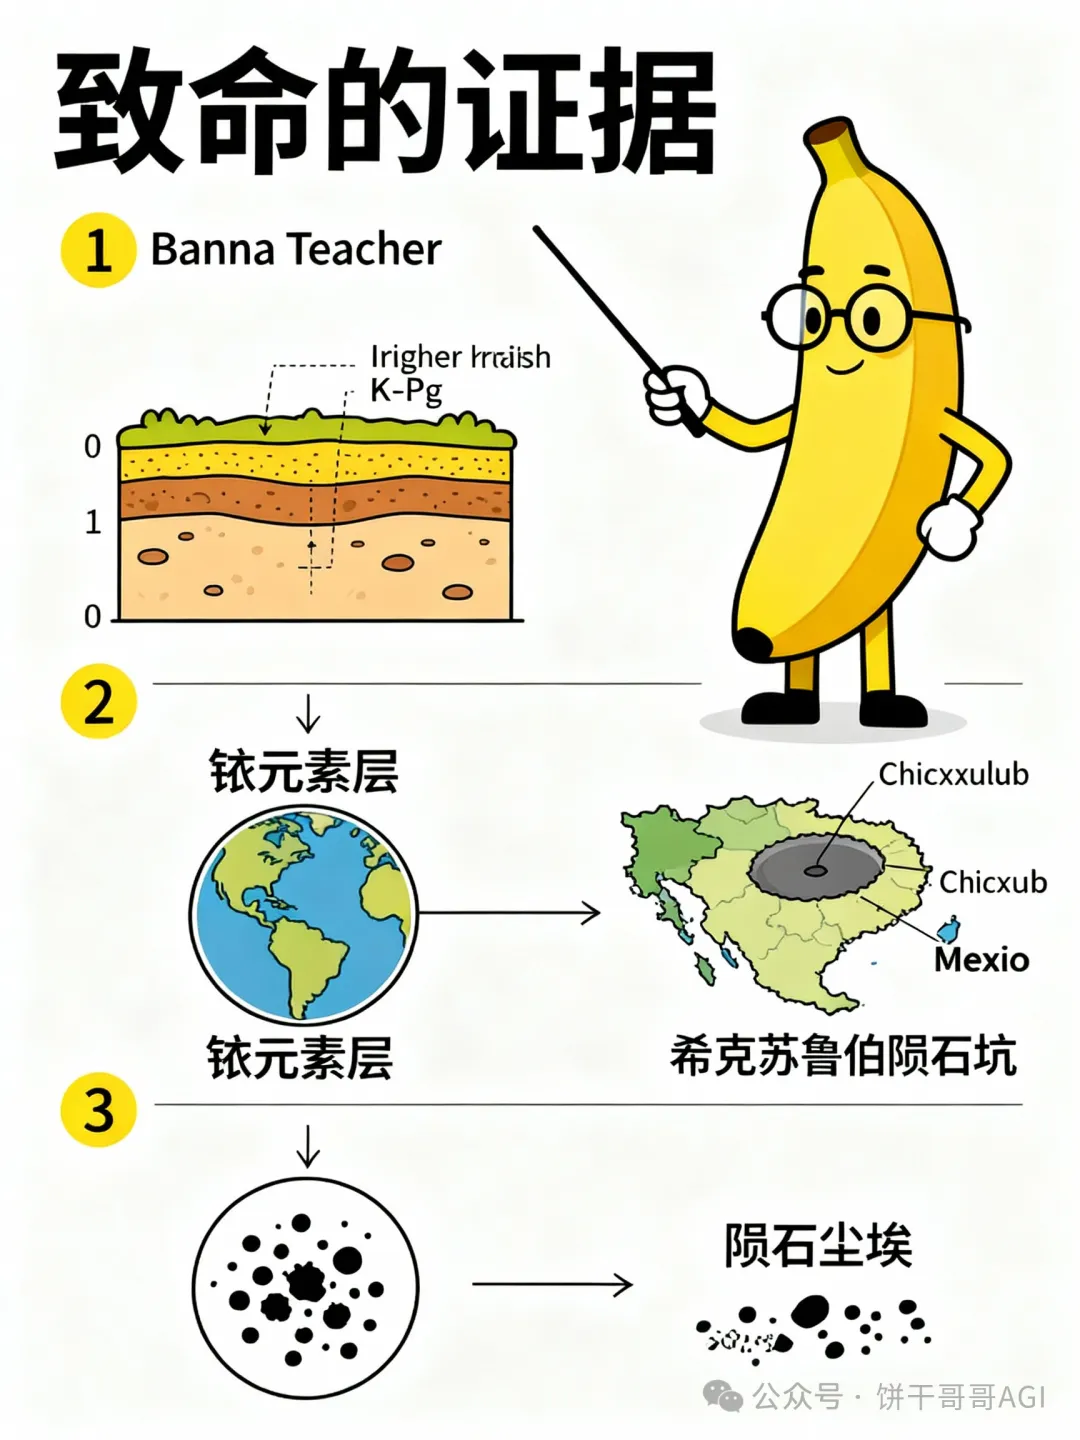 致命的证据
1 Banna Teacher
Irigher
K-Pg
0
1
0
2
铱元素层
Chicxxulub
Chicxub
Mexio
铱元素层
希克苏鲁伯陨石坑
3
陨石尘埃
公众号 · 饼干哥哥AGI